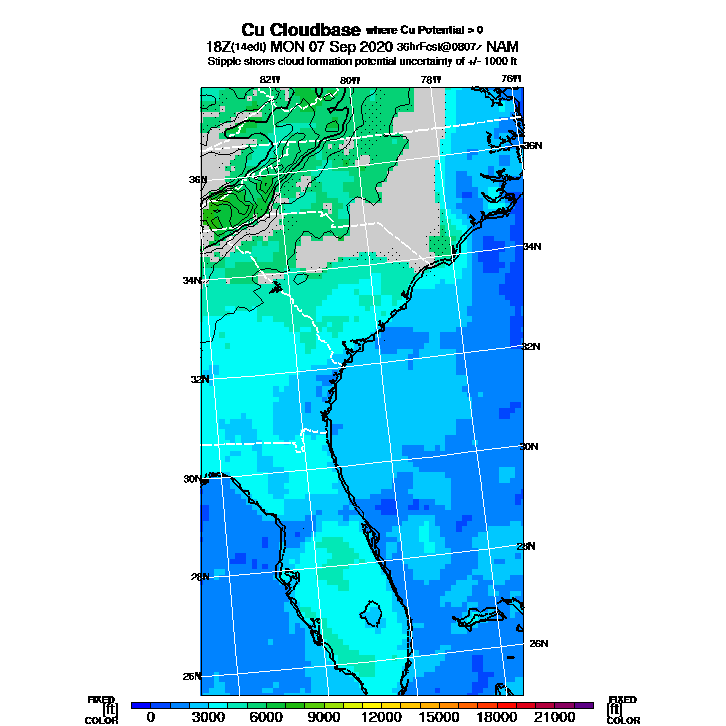 Cu Cloudbase where Cu Potential > 0
18Z(14edt) MON 07 Sep 2020 36hrFcst@0807z NAM
Stipple shows cloud formation potential uncertainty of +/- 1000 ft
82W 80W 78W 76W
36N
36N
34N
34N
32N
32N
30N
30N
28N
28N
26N
26N
FIXED FIXED
[ft] [ft]
COLOR COLOR
0 3000 6000 9000 12000 15000 18000 21000